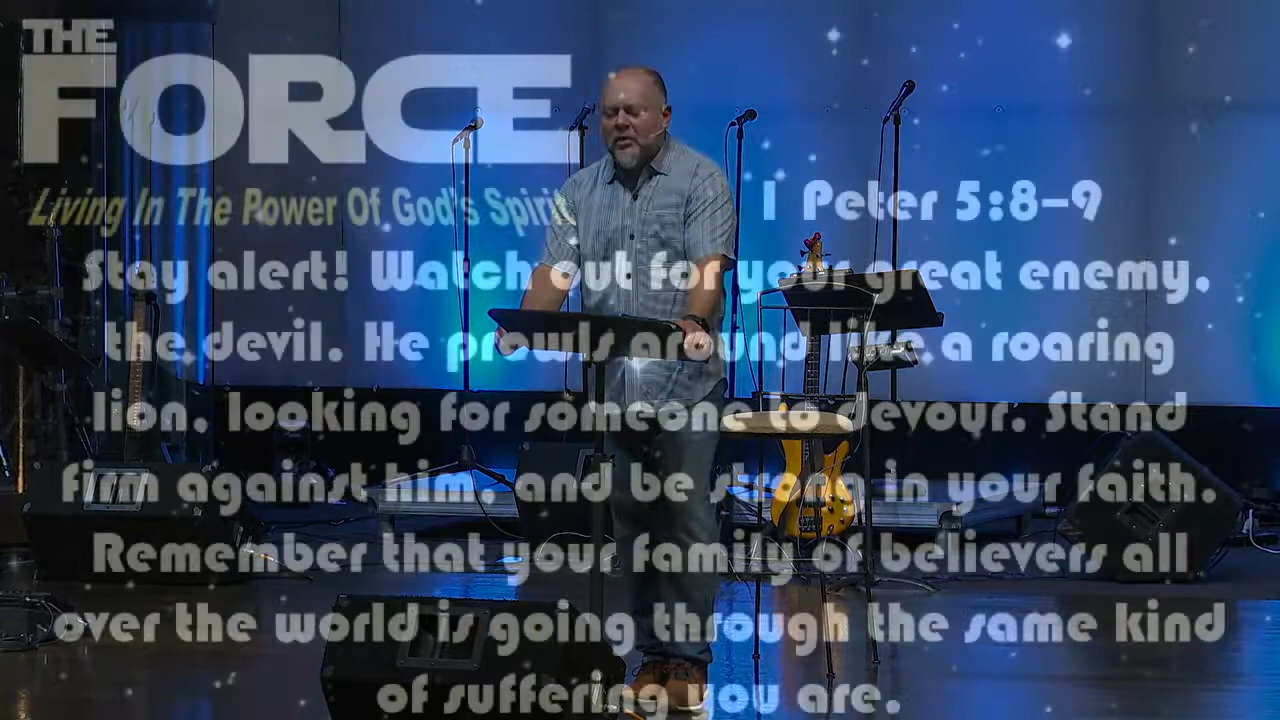 THE
FORCE
Living In The Power Of God's Spirit
1 Peter 5:8-9
Stay alert! Watch out for your great enemy,
the devil. He prowls around like a roaring
lion, looking for someone to devour. Stand
firm against him, and be strong in your faith.
Remember that your family of believers all
over the world is going through the same kind
of suffering you are.